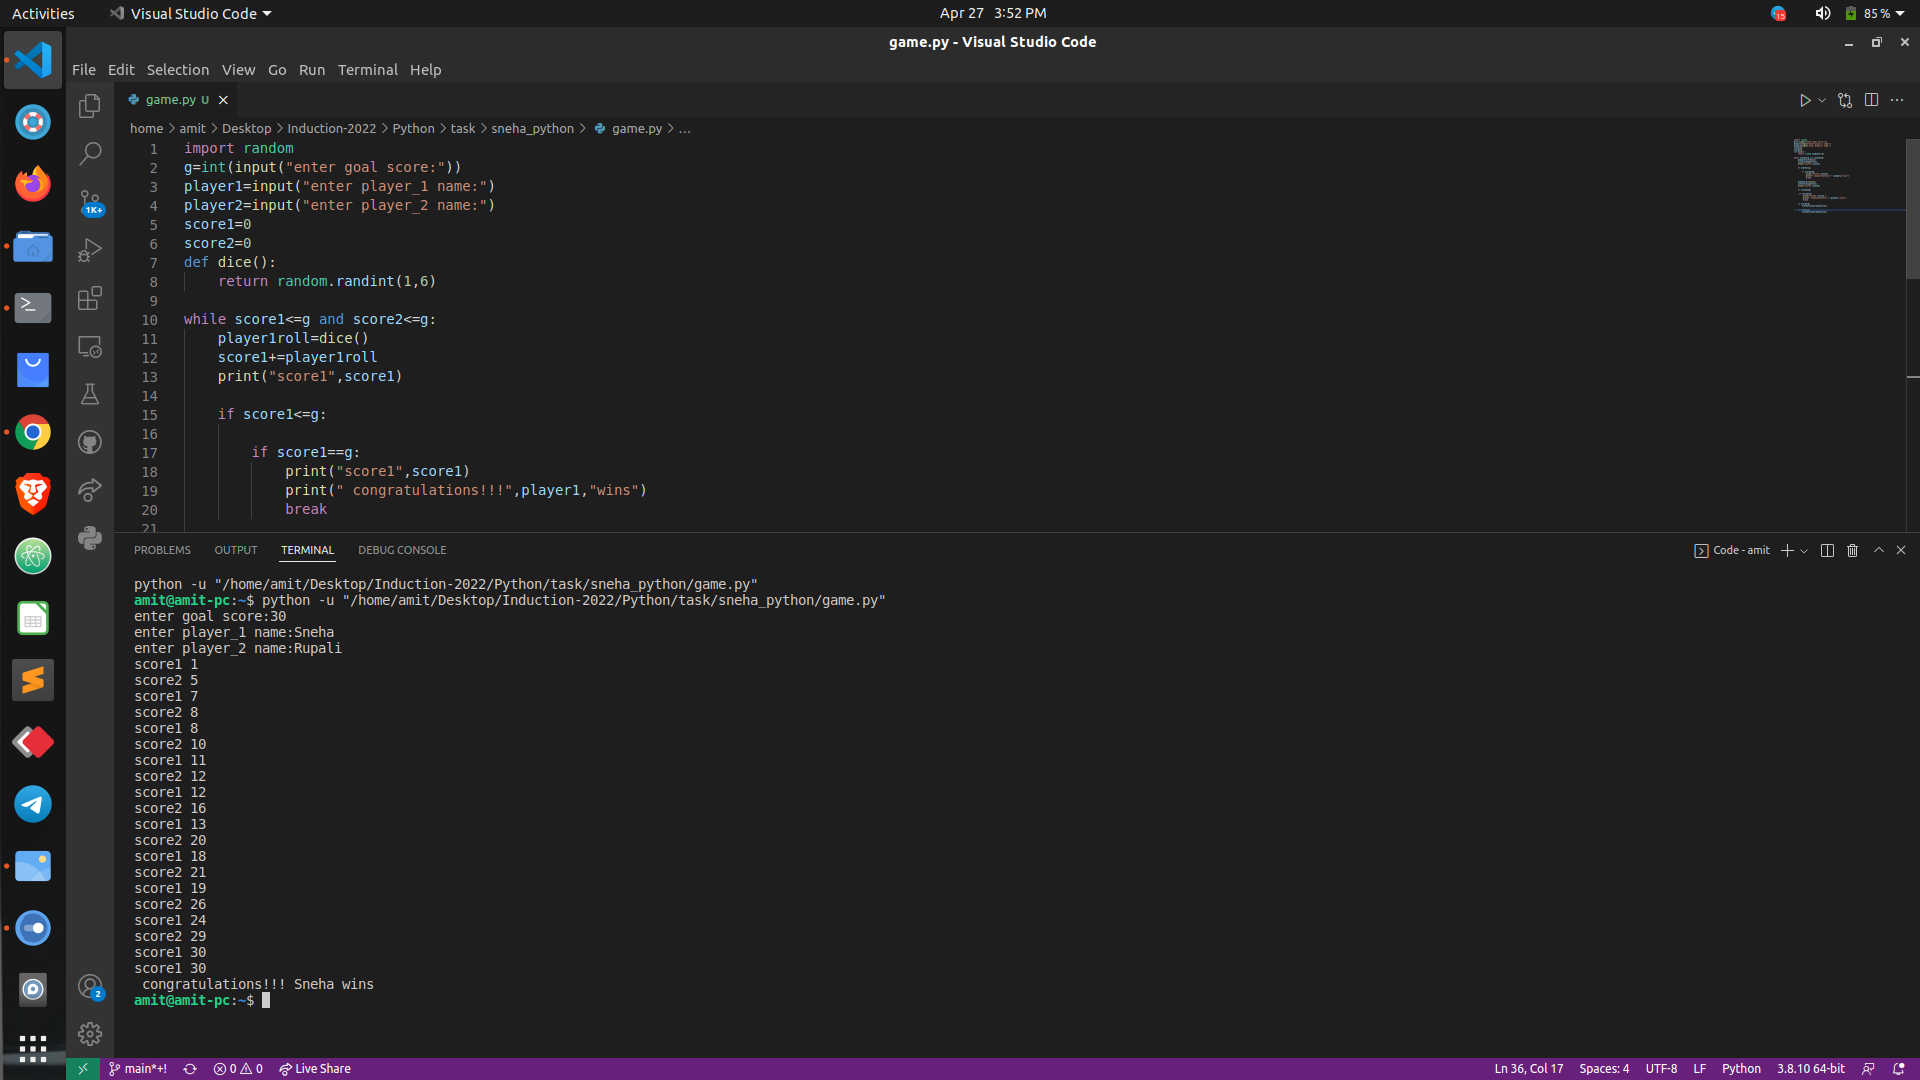 Activities Visual Studio Code Apr 27 3:52 PM 15 85 %
game.py - Visual Studio Code
File Edit Selection View Go Run Terminal Help
game.py U
home > amit > Desktop > Induction-2022 > Python > task > sneha_python > game.py > ...
1 import random
2 g=int(input("enter goal score:"))
3 player1=input("enter player_1 name:")
4 player2=input("enter player_2 name:")
5 score1=0
6 score2=0
7 def dice():
8     return random.randint(1,6)
9
10 while score1<=g and score2<=g:
11     player1roll=dice()
12     score1+=player1roll
13     print("score1",score1)
14
15     if score1<=g:
16
17         if score1==g:
18             print("score1",score1)
19             print(" congratulations!!!",player1,"wins")
20             break
21
1K+
PROBLEMS OUTPUT TERMINAL DEBUG CONSOLE Code - amit
python -u "/home/amit/Desktop/Induction-2022/Python/task/sneha_python/game.py"
amit@amit-pc:~$ python -u "/home/amit/Desktop/Induction-2022/Python/task/sneha_python/game.py"
enter goal score:30
enter player_1 name:Sneha
enter player_2 name:Rupali
score1 1
score2 5
score1 7
score2 8
score1 8
score2 10
score1 11
score2 12
score1 12
score2 16
score1 13
score2 20
score1 18
score2 21
score1 19
score2 26
score1 24
score2 29
score1 30
score1 30
 congratulations!!! Sneha wins
amit@amit-pc:~$
2
main*+! 0 0 Live Share Ln 36, Col 17 Spaces: 4 UTF-8 LF Python 3.8.10 64-bit